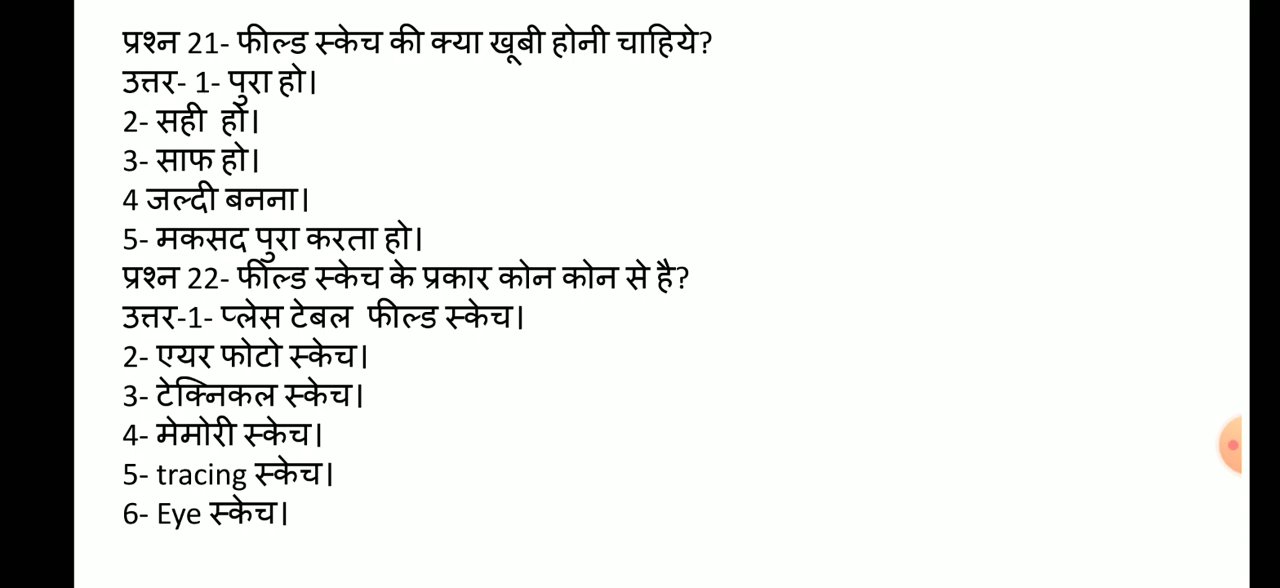 प्रश्न 21- फील्ड स्केच की क्या खूबी होनी चाहिये?
उत्तर- 1- पुरा हो।
2- सही  हो।
3- साफ हो।
4 जल्दी बनना।
5- मकसद पुरा करता हो।
प्रश्न 22- फील्ड स्केच के प्रकार कोन कोन से है?
उत्तर-1- प्लेस टेबल  फील्ड स्केच।
2- एयर फोटो स्केच।
3- टेक्निकल स्केच।
4- मेमोरी स्केच।
5- tracing स्केच।
6- Eye स्केच।